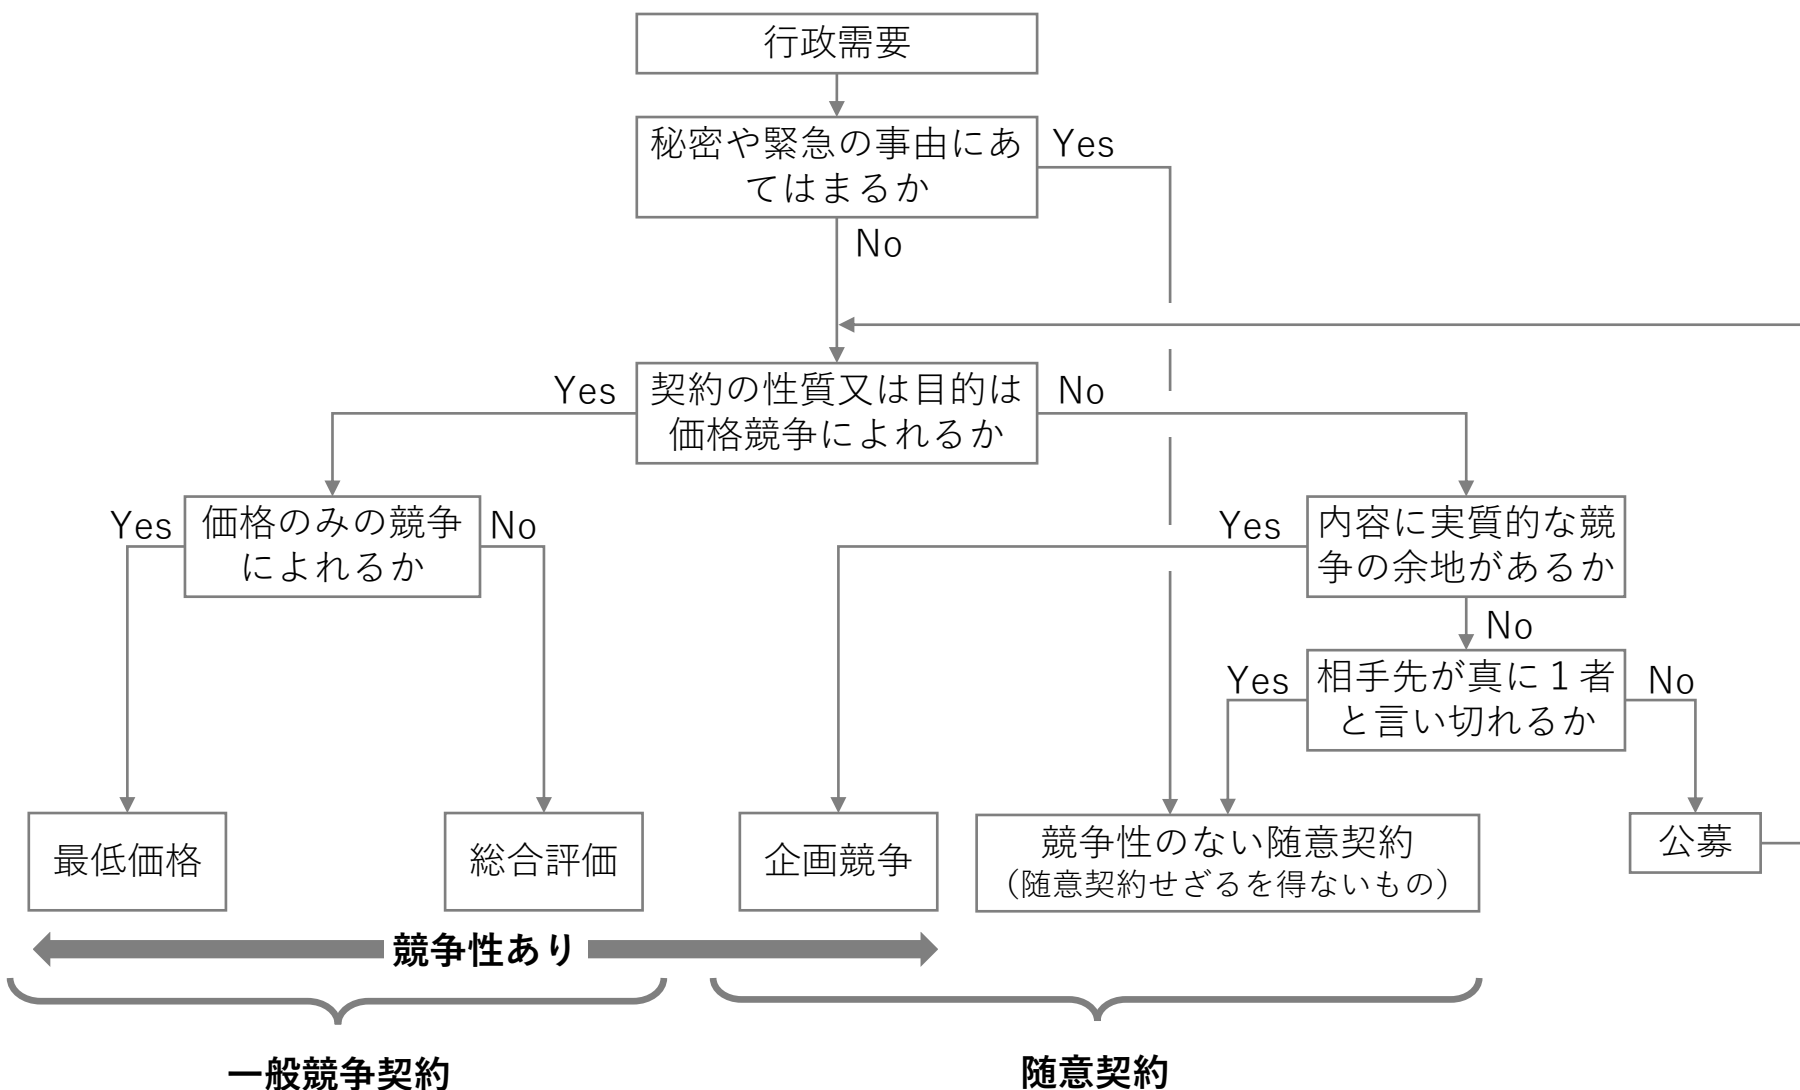 行政需要
秘密や緊急の事由にあ
てはまるか
Yes
No
契約の性質又は目的は
価格競争によれるか
Yes
No
価格のみの競争
によれるか
Yes
No
内容に実質的な競
争の余地があるか
Yes
No
相手先が真に１者
と言い切れるか
Yes
No
最低価格
総合評価
企画競争
競争性のない随意契約
（随意契約せざるを得ないもの）
公募
競争性あり
一般競争契約
随意契約